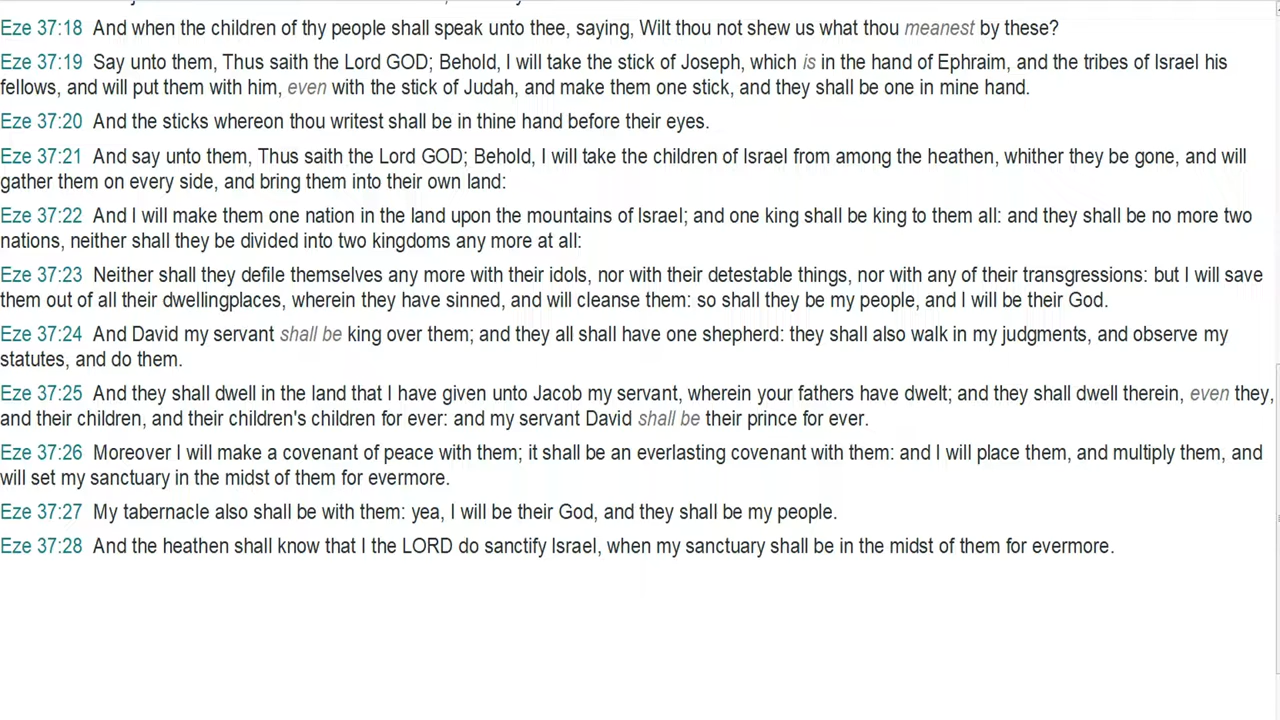 Eze 37:18 And when the children of thy people shall speak unto thee, saying, Wilt thou not shew us what thou meanest by these?
Eze 37:19 Say unto them, Thus saith the Lord GOD; Behold, I will take the stick of Joseph, which is in the hand of Ephraim, and the tribes of Israel his
fellows, and will put them with him, even with the stick of Judah, and make them one stick, and they shall be one in mine hand.
Eze 37:20 And the sticks whereon thou writest shall be in thine hand before their eyes.
Eze 37:21 And say unto them, Thus saith the Lord GOD; Behold, I will take the children of Israel from among the heathen, whither they be gone, and will
gather them on every side, and bring them into their own land:
Eze 37:22 And I will make them one nation in the land upon the mountains of Israel; and one king shall be king to them all: and they shall be no more two
nations, neither shall they be divided into two kingdoms any more at all:
Eze 37:23 Neither shall they defile themselves any more with their idols, nor with their detestable things, nor with any of their transgressions: but I will save
them out of all their dwellingplaces, wherein they have sinned, and will cleanse them: so shall they be my people, and I will be their God.
Eze 37:24 And David my servant shall be king over them; and they all shall have one shepherd: they shall also walk in my judgments, and observe my
statutes, and do them.
Eze 37:25 And they shall dwell in the land that I have given unto Jacob my servant, wherein your fathers have dwelt; and they shall dwell therein, even they,
and their children, and their children's children for ever: and my servant David shall be their prince for ever.
Eze 37:26 Moreover I will make a covenant of peace with them; it shall be an everlasting covenant with them: and I will place them, and multiply them, and
will set my sanctuary in the midst of them for evermore.
Eze 37:27 My tabernacle also shall be with them: yea, I will be their God, and they shall be my people.
Eze 37:28 And the heathen shall know that I the LORD do sanctify Israel, when my sanctuary shall be in the midst of them for evermore.